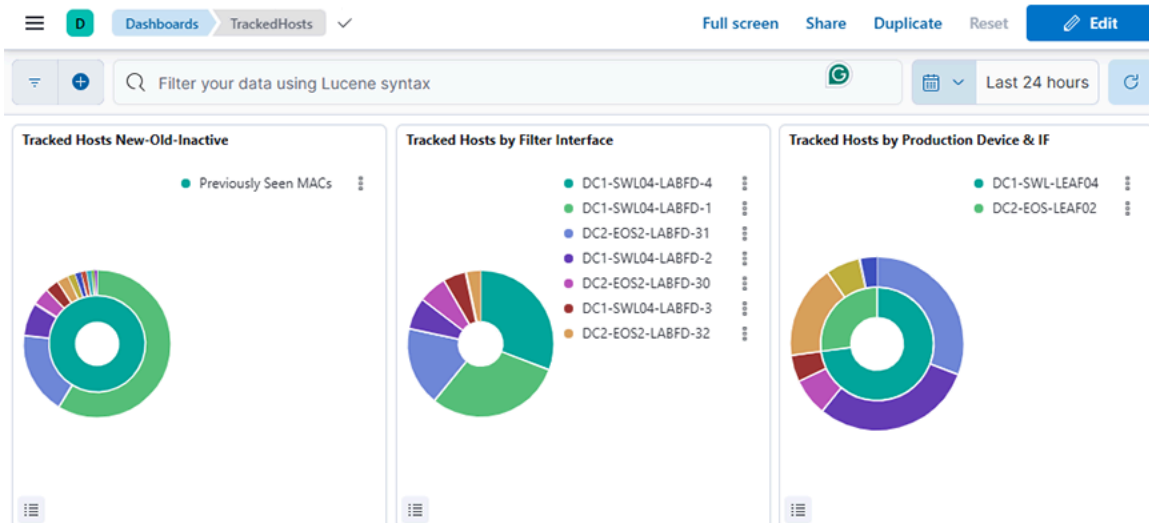 D Dashboards TrackedHosts Full screen Share Duplicate Reset Edit
Filter your data using Lucene syntax G Last 24 hours
Tracked Hosts New-Old-Inactive
Previously Seen MACs
Tracked Hosts by Filter Interface
DC1-SWL04-LABFD-4
DC1-SWL04-LABFD-1
DC2-EOS2-LABFD-31
DC1-SWL04-LABFD-2
DC2-EOS2-LABFD-30
DC1-SWL04-LABFD-3
DC2-EOS2-LABFD-32
Tracked Hosts by Production Device & IF
DC1-SWL-LEAF04
DC2-EOS-LEAF02